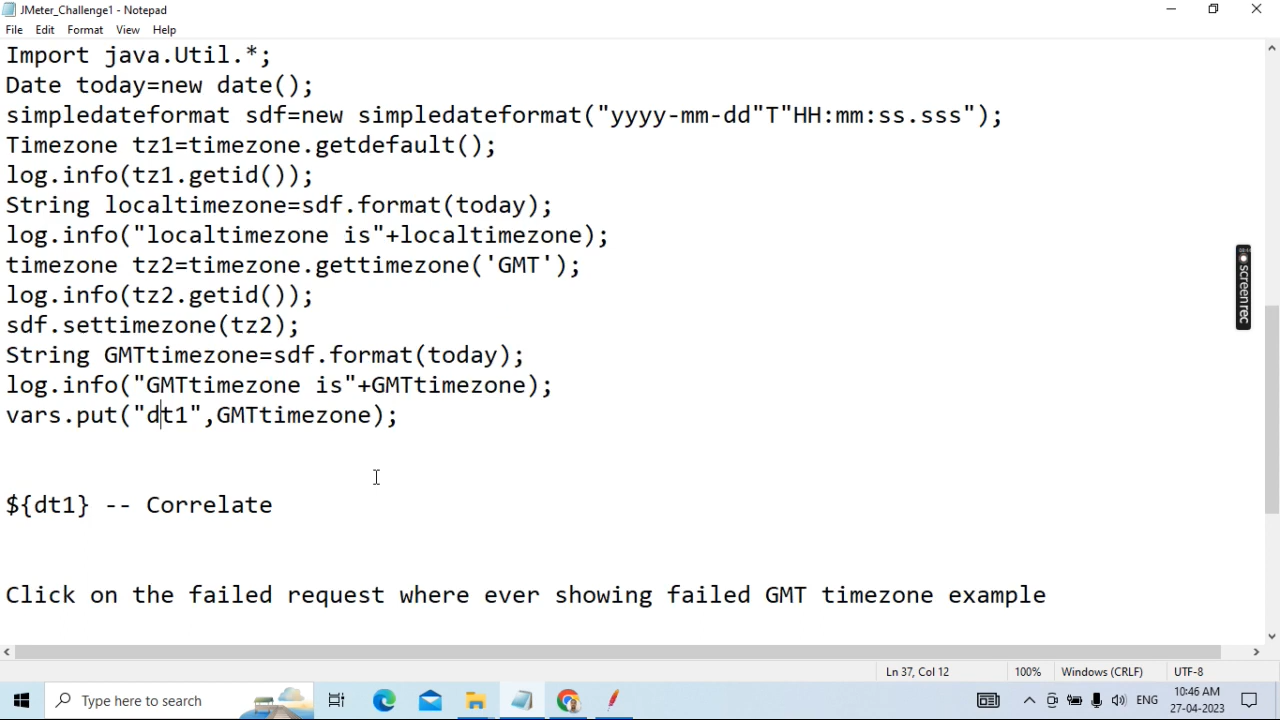 JMeter_Challenge1 - Notepad
File Edit Format View Help
Import java.Util.*;
Date today=new date();
simpledateformat sdf=new simpledateformat("yyyy-mm-dd"T"HH:mm:ss.sss");
Timezone tz1=timezone.getdefault();
log.info(tz1.getid());
String localtimezone=sdf.format(today);
log.info("localtimezone is"+localtimezone);
timezone tz2=timezone.gettimezone('GMT');
log.info(tz2.getid());
sdf.settimezone(tz2);
String GMTtimezone=sdf.format(today);
log.info("GMTtimezone is"+GMTtimezone);
vars.put("dt1",GMTtimezone);
${dt1} -- Correlate
Click on the failed request where ever showing failed GMT timezone example
screenrec
Ln 37, Col 12 100% Windows (CRLF) UTF-8
Type here to search
ENG
10:46 AM
27-04-2023